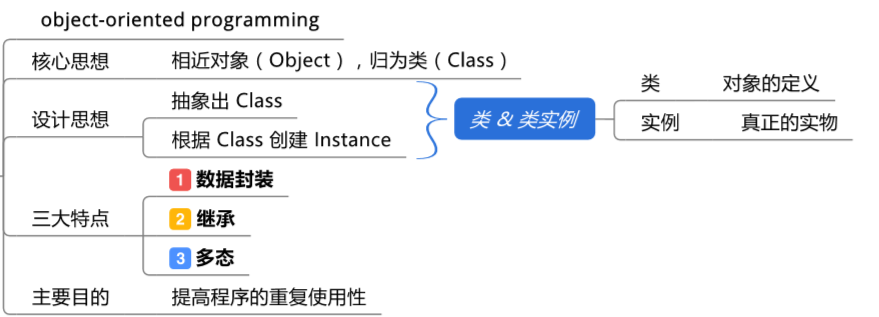 object-oriented programming
核心思想 相近对象（Object），归为类（Class）
设计思想
抽象出 Class
根据 Class 创建 Instance
类 & 类实例
类 对象的定义
实例 真正的实物
三大特点
1 数据封装
2 继承
3 多态
主要目的 提高程序的重复使用性